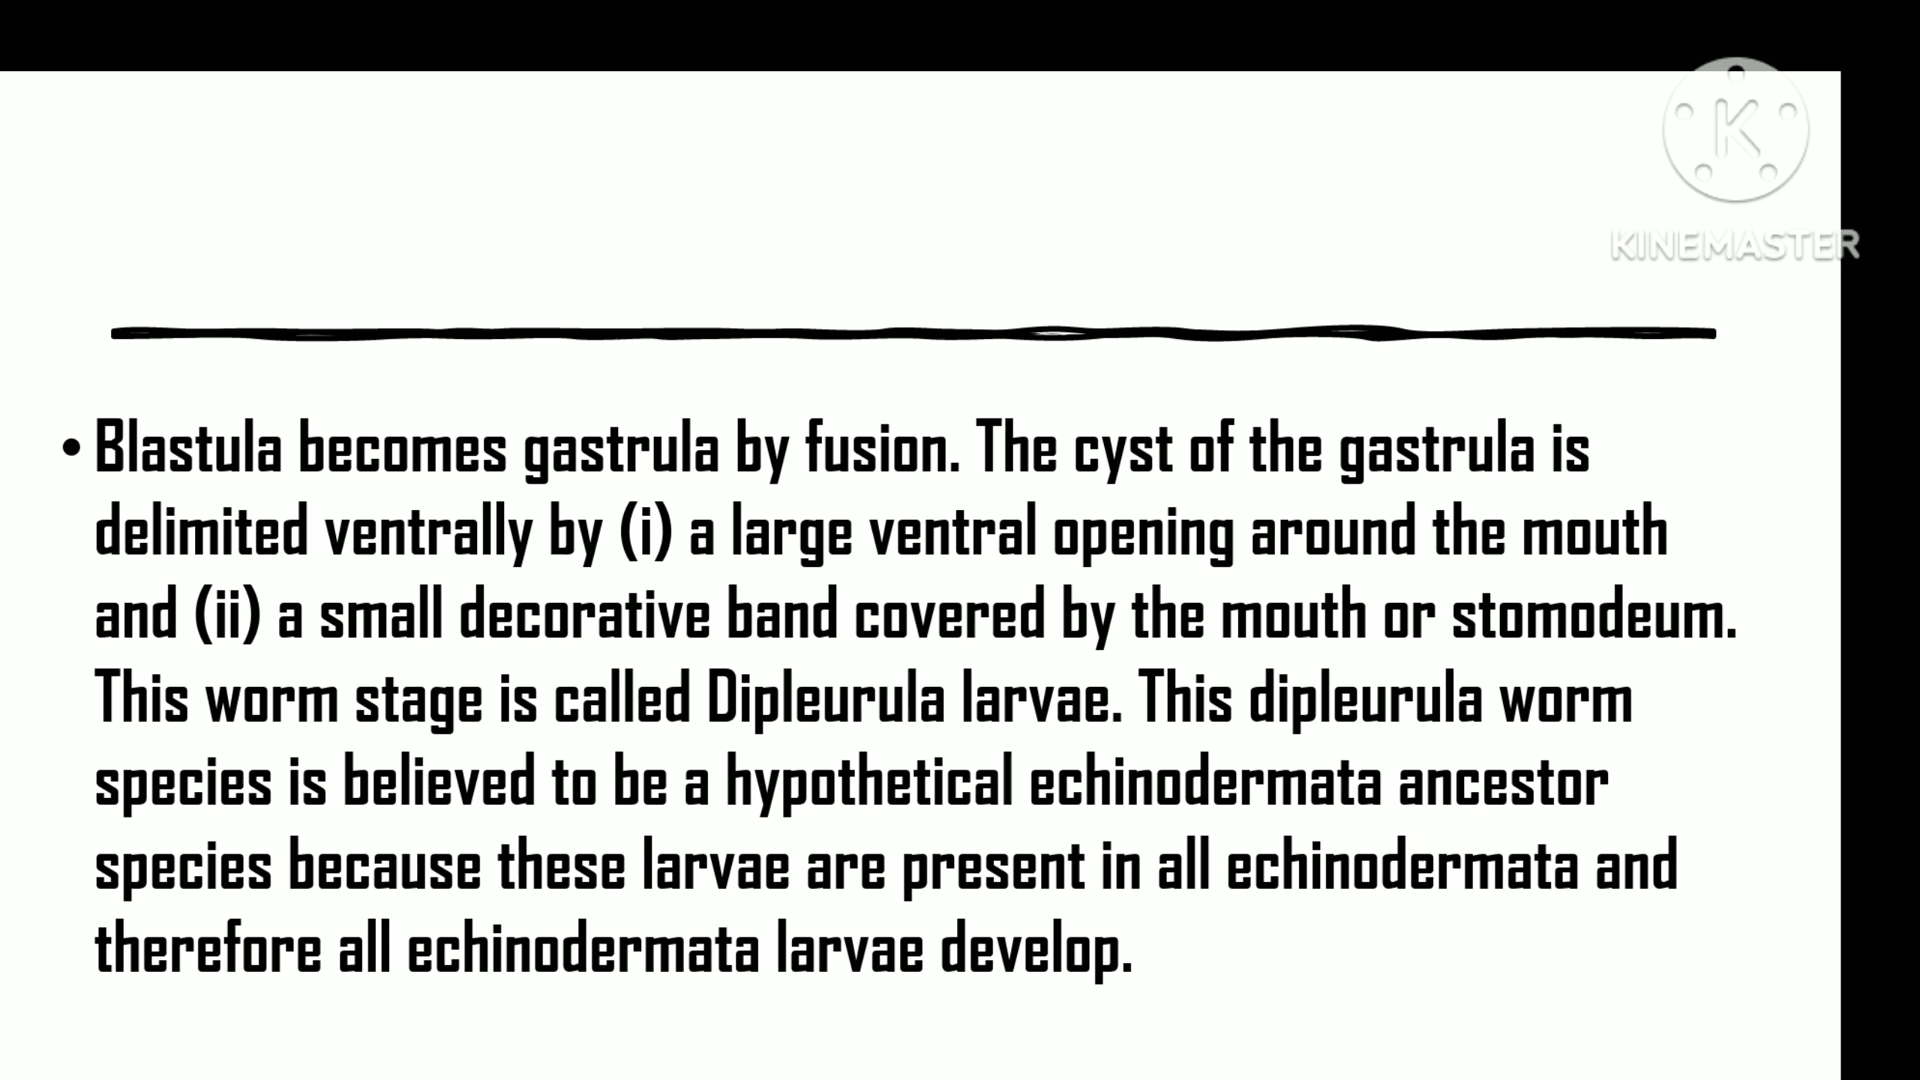 K
KINEMASTER
• Blastula becomes gastrula by fusion. The cyst of the gastrula is
delimited ventrally by (i) a large ventral opening around the mouth
and (ii) a small decorative band covered by the mouth or stomodeum.
This worm stage is called Dipleurula larvae. This dipleurula worm
species is believed to be a hypothetical echinodermata ancestor
species because these larvae are present in all echinodermata and
therefore all echinodermata larvae develop.